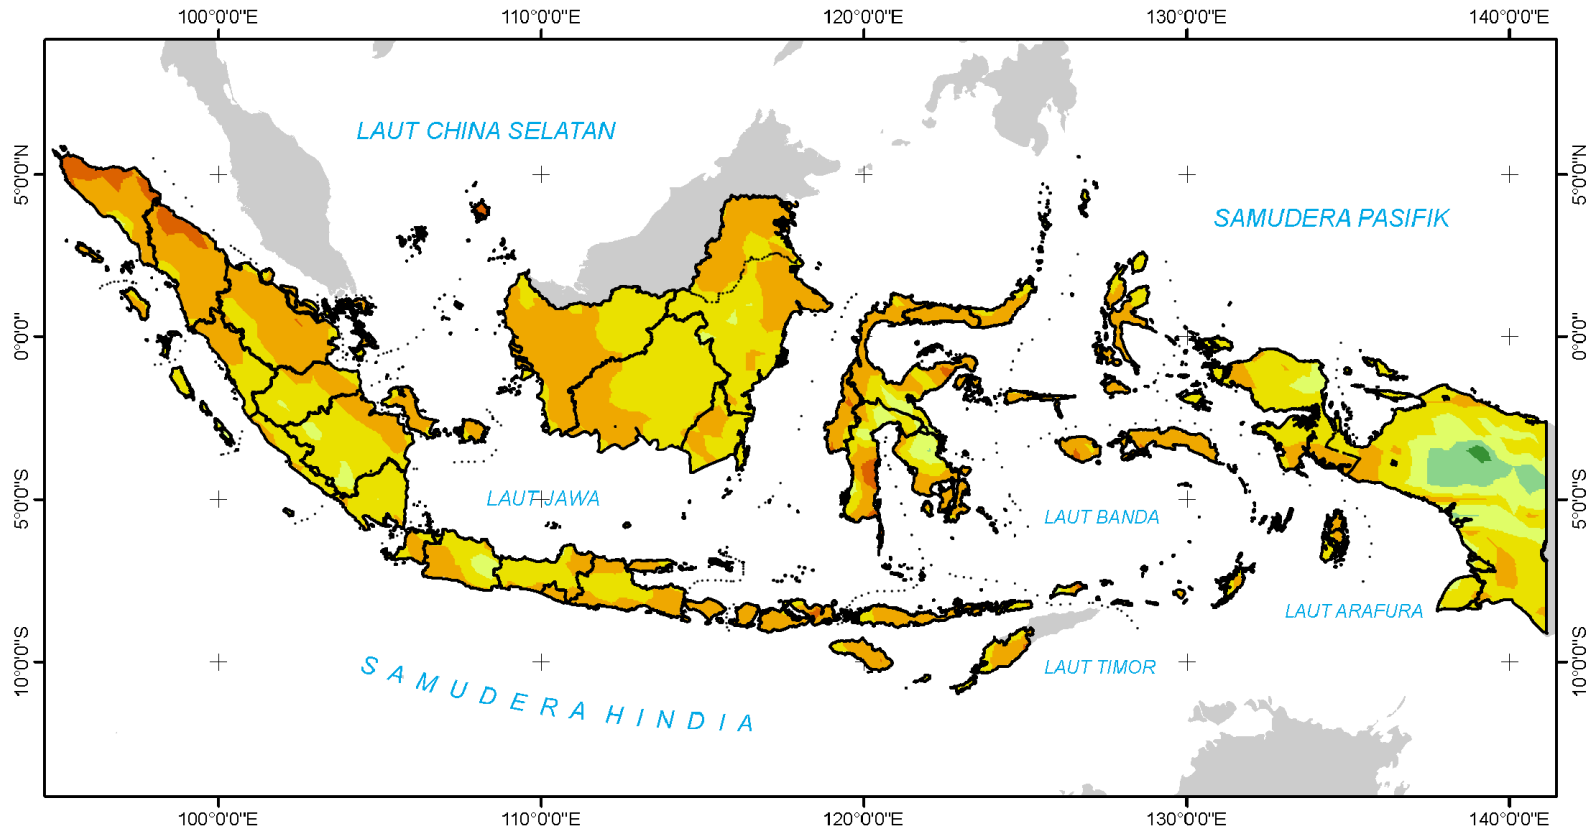 100°0'0"E 110°0'0"E 120°0'0"E 130°0'0"E 140°0'0"E
LAUT CHINA SELATAN
5°0'0"N 5°0'0"N
SAMUDERA PASIFIK
0°0'0" 0°0'0"
LAUT JAWA
5°0'0"S 5°0'0"S
LAUT BANDA
LAUT ARAFURA
10°0'0"S 10°0'0"S
LAUT TIMOR
SAMUDERA HINDIA
100°0'0"E 110°0'0"E 120°0'0"E 130°0'0"E 140°0'0"E